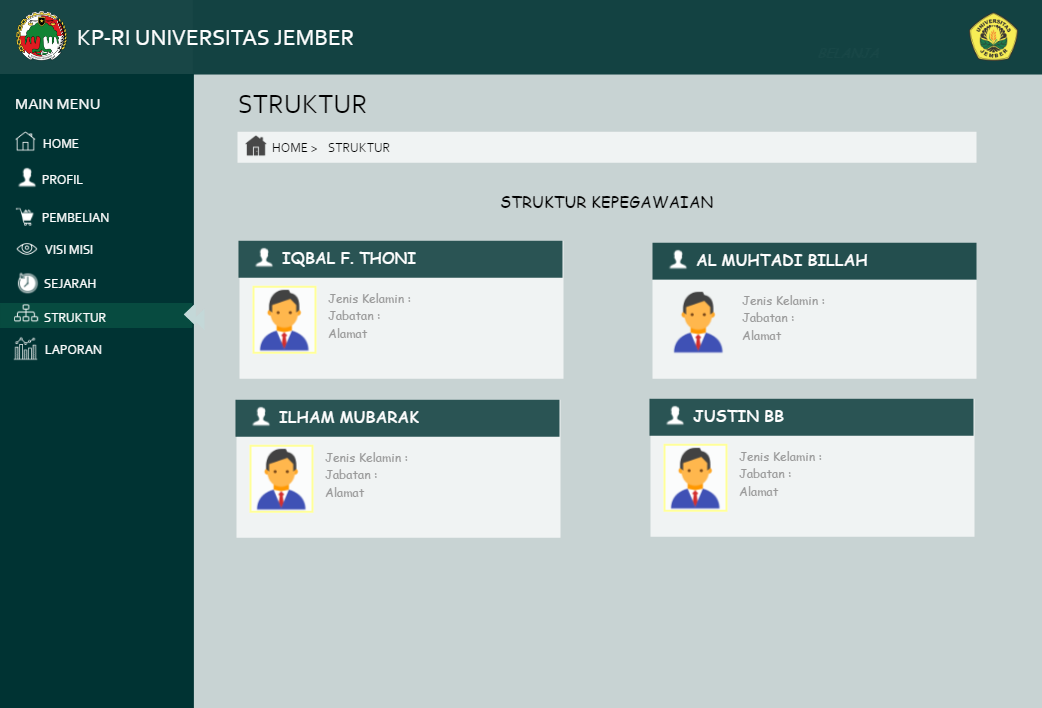 KP-RI UNIVERSITAS JEMBER
UNIVERSITAS
JEMBER
MAIN MENU
HOME
PROFIL
PEMBELIAN
VISI MISI
SEJARAH
STRUKTUR
LAPORAN
STRUKTUR
HOME > STRUKTUR
STRUKTUR KEPEGAWAIAN
IQBAL F. THONI
Jenis Kelamin :
Jabatan :
Alamat
AL MUHTADI BILLAH
Jenis Kelamin :
Jabatan :
Alamat
ILHAM MUBARAK
Jenis Kelamin :
Jabatan :
Alamat
JUSTIN BB
Jenis Kelamin :
Jabatan :
Alamat